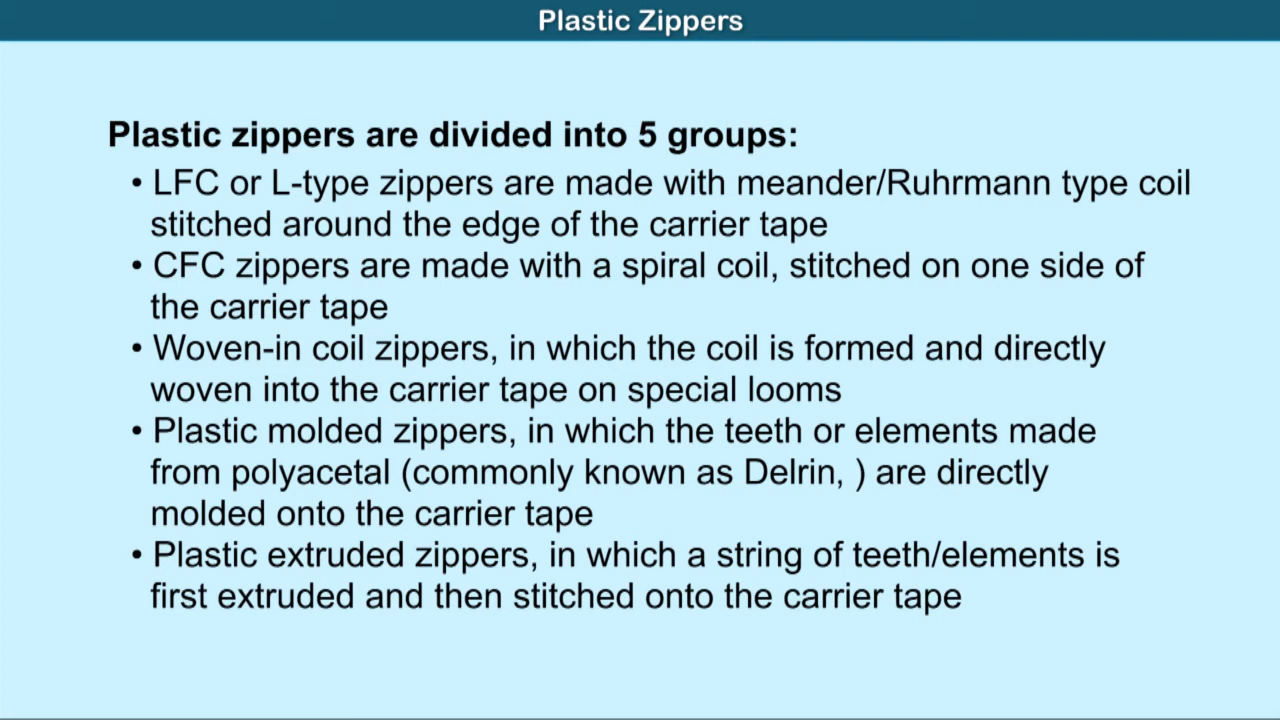 Plastic Zippers
Plastic zippers are divided into 5 groups:
• LFC or L-type zippers are made with meander/Ruhrmann type coil
stitched around the edge of the carrier tape
• CFC zippers are made with a spiral coil, stitched on one side of
the carrier tape
• Woven-in coil zippers, in which the coil is formed and directly
woven into the carrier tape on special looms
• Plastic molded zippers, in which the teeth or elements made
from polyacetal (commonly known as Delrin, ) are directly
molded onto the carrier tape
• Plastic extruded zippers, in which a string of teeth/elements is
first extruded and then stitched onto the carrier tape